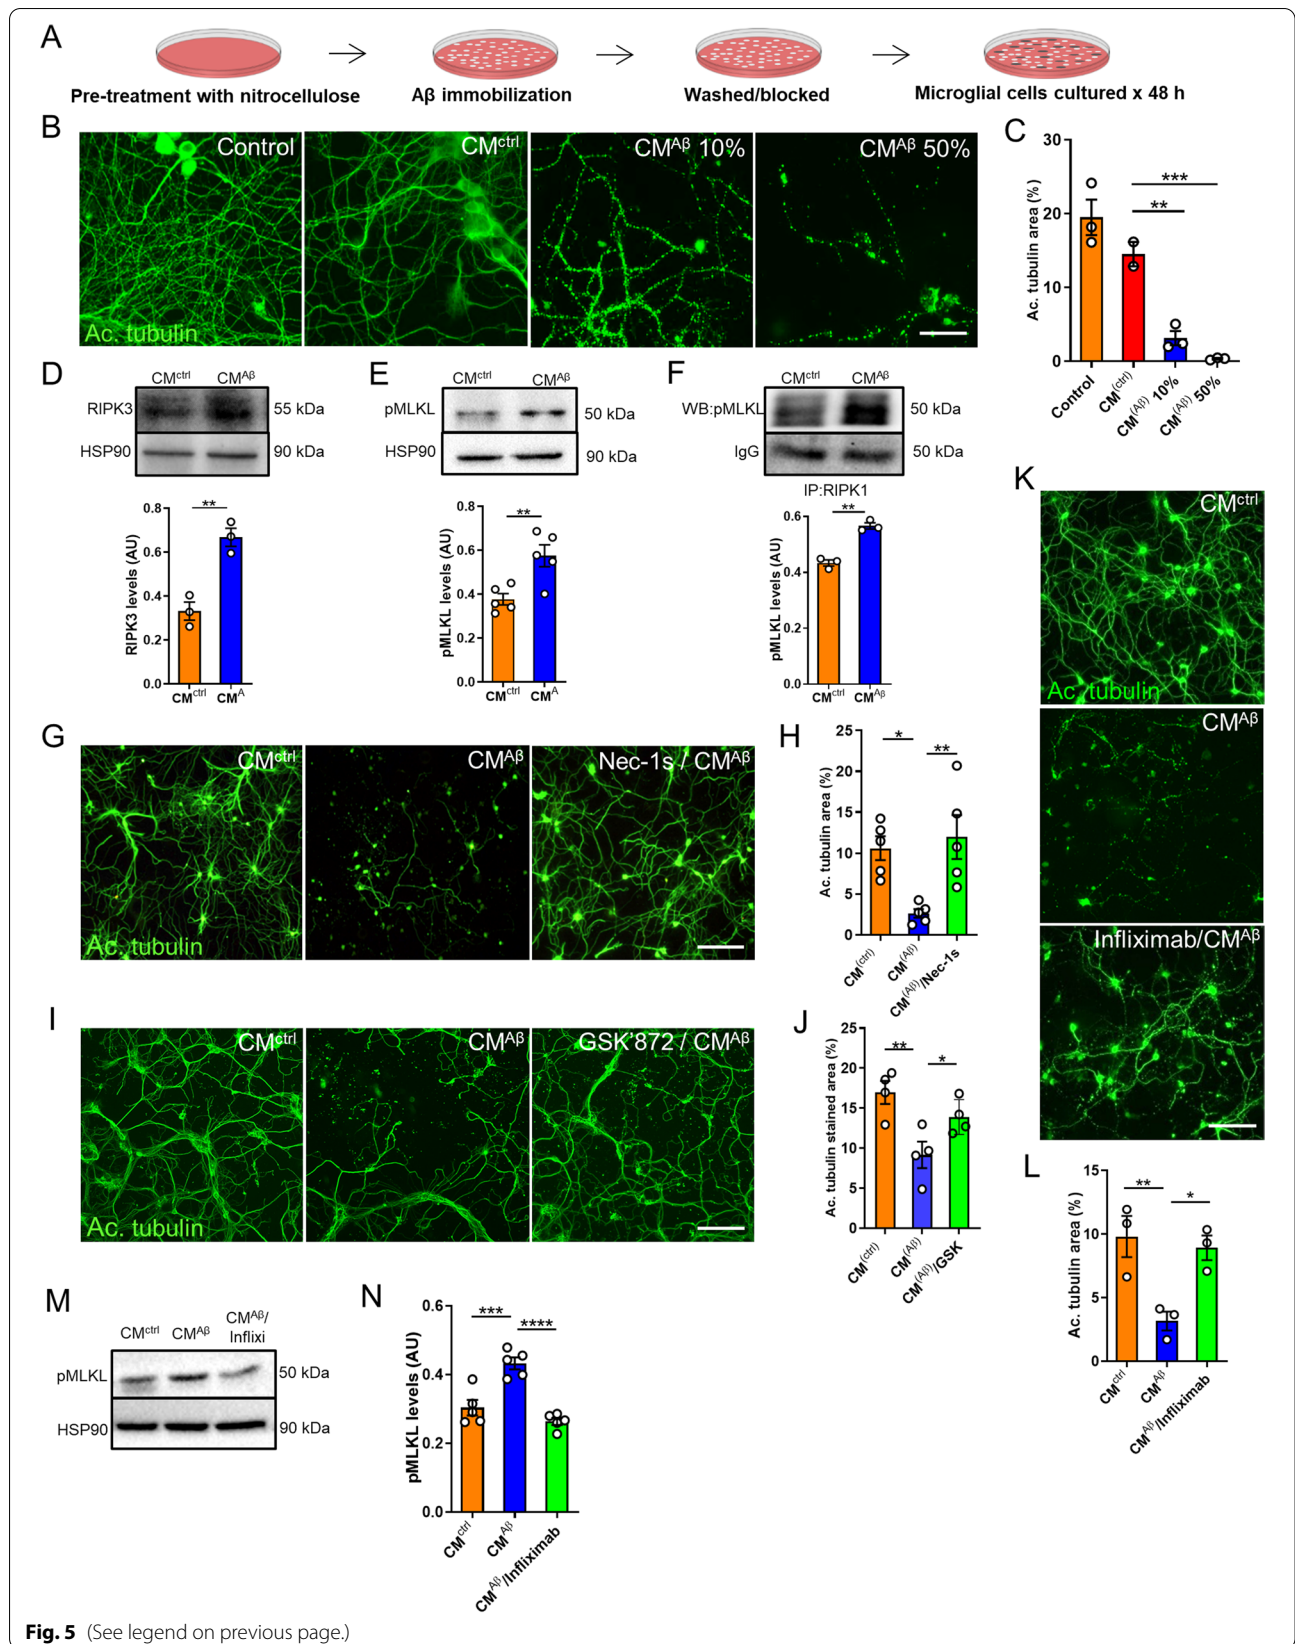 A
Pre-treatment with nitrocellulose
Aβ immobilization
Washed/blocked
Microglial cells cultured x 48 h
B
Control
CMctrl
CMAβ 10%
CMAβ 50%
Ac. tubulin
C
Ac. tubulin area (%)
30
20
10
0
**
***
Control
CM(ctrl)
CM(Aβ) 10%
CM(Aβ) 50%
D
CMctrl CMAβ
RIPK3 55 kDa
HSP90 90 kDa
RIPK3 levels (AU)
0.8
0.6
0.4
0.2
0.0
**
CMctrl CMA
E
CMctrl CMAβ
pMLKL 50 kDa
HSP90 90 kDa
pMLKL levels (AU)
0.8
0.6
0.4
0.2
0.0
**
CMctrl CMA
F
CMctrl CMAβ
WB:pMLKL 50 kDa
IgG 50 kDa
IP:RIPK1
pMLKL levels (AU)
0.6
0.4
0.2
0.0
**
CMctrl CMAβ
G
CMctrl
CMAβ
Nec-1s / CMAβ
Ac. tubulin
H
Ac. tubulin area (%)
25
20
15
10
5
0
* **
CM(ctrl)
CM(Aβ)
CM(Aβ)/Nec-1s
I
CMctrl
CMAβ
GSK'872 / CMAβ
Ac. tubulin
J
Ac. tubulin stained area (%)
25
20
15
10
5
0
** *
CM(ctrl)
CM(Aβ)
CM(Aβ)/GSK
K
CMctrl
Ac. tubulin
CMAβ
Infliximab/CMAβ
L
Ac. tubulin area (%)
15
10
5
0
** *
CMctrl
CMAβ
CMAβ/Infliximab
M
CMctrl CMAβ CMAβ/
Inflixi
pMLKL 50 kDa
HSP90 90 kDa
N
pMLKL levels (AU)
0.6
0.4
0.2
0.0
*** ****
CMctrl
CMAβ
CMAβ/Infliximab
Fig. 5 (See legend on previous page.)